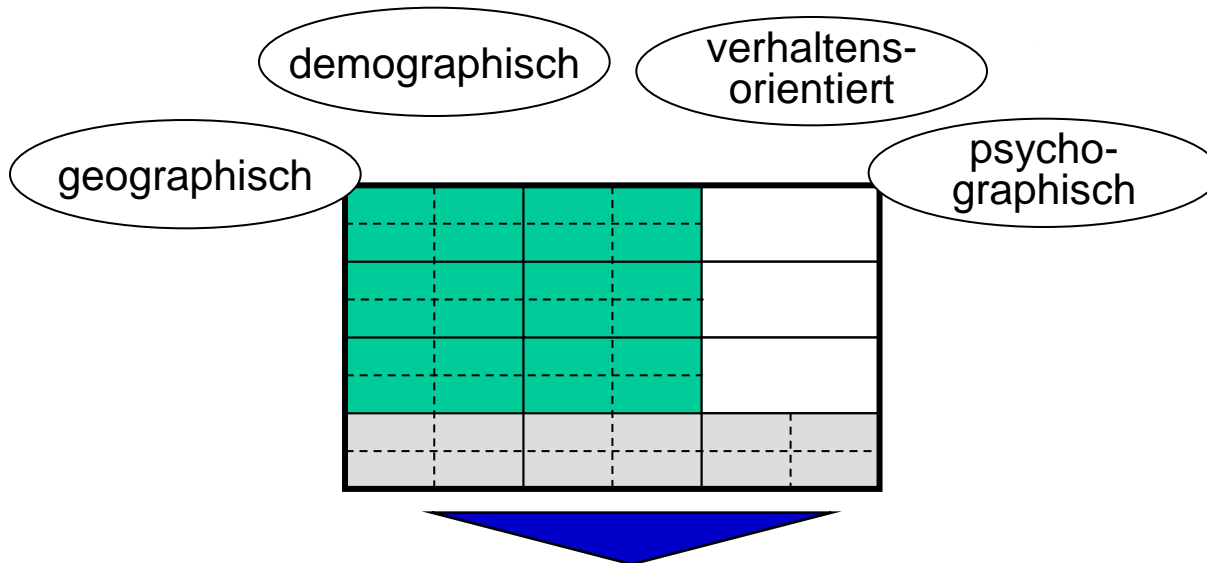 demographisch
verhaltens-
orientiert
geographisch
psycho-
graphisch